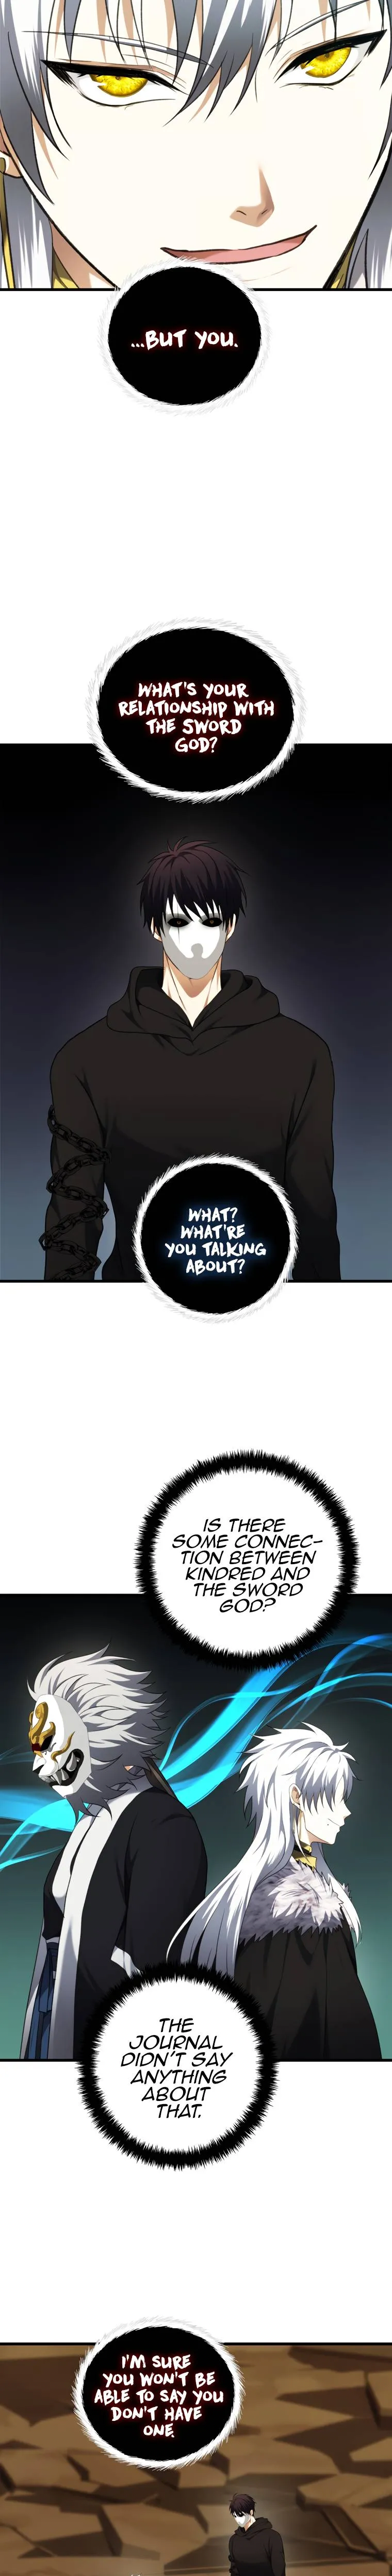 ...BUT YOU.
WHAT'S YOUR
RELATIONSHIP WITH
THE SWORD
GOD?
WHAT?
WHAT'RE
YOU TALKING
ABOUT?
IS THERE
SOME CONNEC-
TION BETWEEN
KINDRED AND
THE SWORD
GOD?
THE
JOURNAL
DIDN'T SAY
ANYTHING
ABOUT
THAT.
I'M SURE
YOU WON'T BE
ABLE TO SAY YOU
DON'T HAVE
ONE.